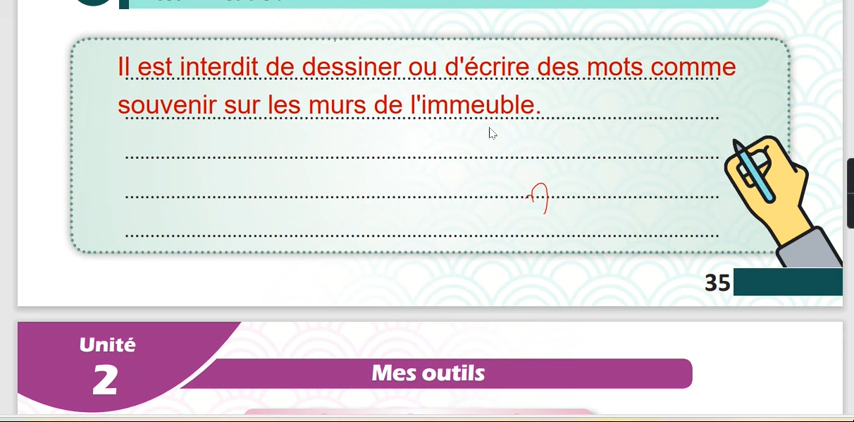 Il est interdit de dessiner ou d'écrire des mots comme
souvenir sur les murs de l'immeuble.
35
Unité
2
Mes outils